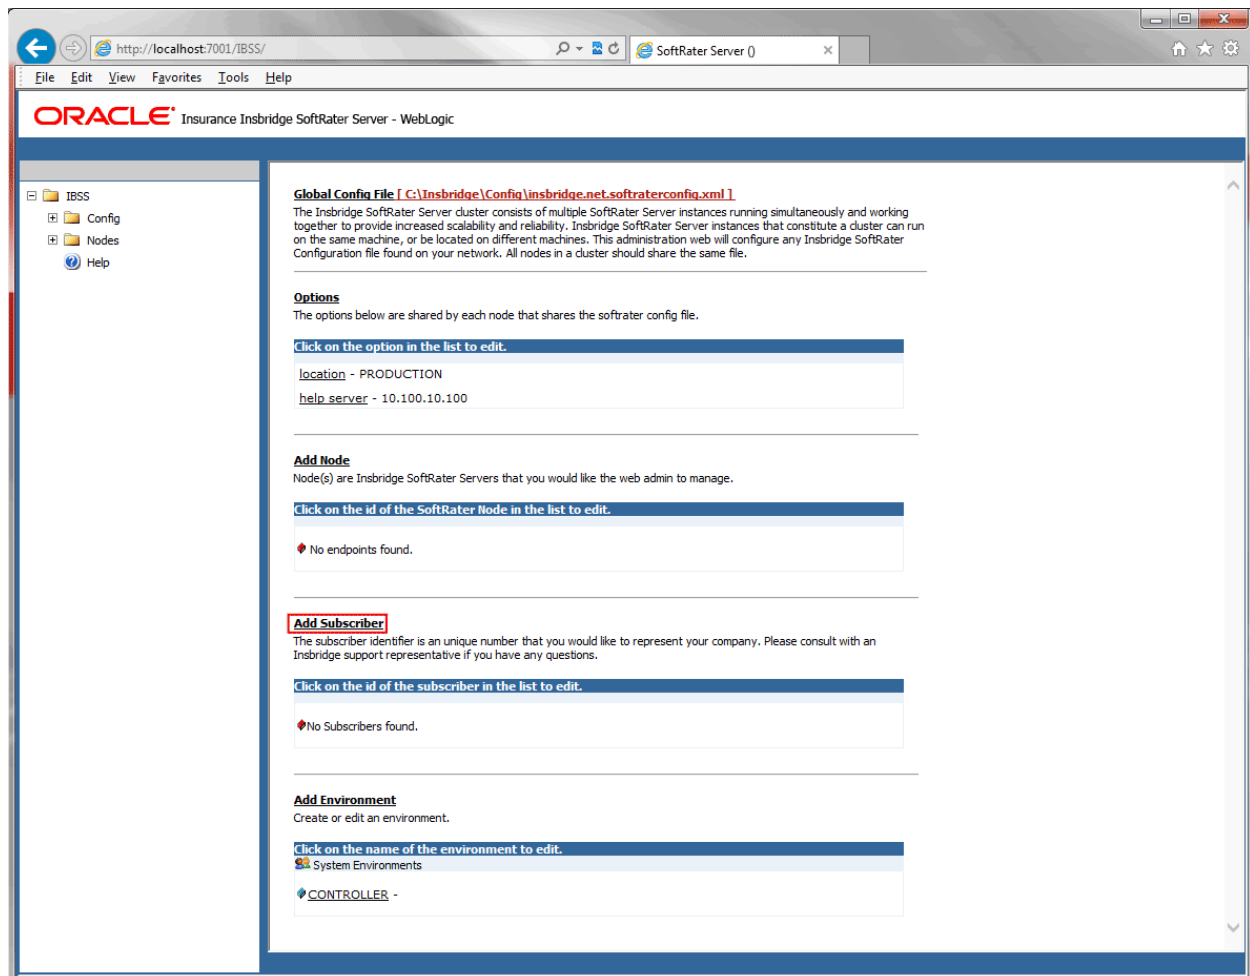 http://localhost:7001/IBSS/
SoftRater Server ()
File Edit View Favorites Tools Help
ORACLE Insurance Insbridge SoftRater Server - WebLogic
IBSS
Config
Nodes
Help
Global Config File [ C:\Insbridge\Config\insbridge.net.softraterconfig.xml ]
The Insbridge SoftRater Server cluster consists of multiple SoftRater Server instances running simultaneously and working
together to provide increased scalability and reliability. Insbridge SoftRater Server instances that constitute a cluster can run
on the same machine, or be located on different machines. This administration web will configure any Insbridge SoftRater
Configuration file found on your network. All nodes in a cluster should share the same file.
Options
The options below are shared by each node that shares the softrater config file.
Click on the option in the list to edit.
location - PRODUCTION
help server - 10.100.10.100
Add Node
Node(s) are Insbridge SoftRater Servers that you would like the web admin to manage.
Click on the id of the SoftRater Node in the list to edit.
No endpoints found.
Add Subscriber
The subscriber identifier is an unique number that you would like to represent your company. Please consult with an
Insbridge support representative if you have any questions.
Click on the id of the subscriber in the list to edit.
No Subscribers found.
Add Environment
Create or edit an environment.
Click on the name of the environment to edit.
System Environments
CONTROLLER -